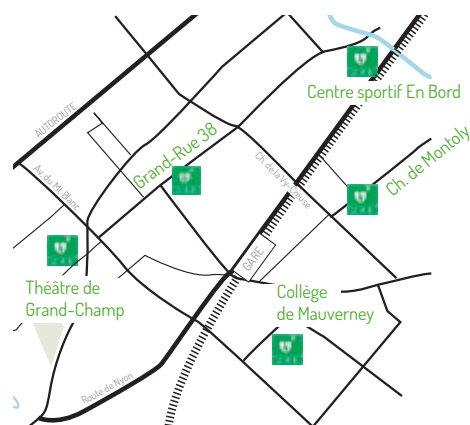 Centre sportif En Bord
AUTOROUTE
Grand-Rue 38
Ch. de la Vy-Creuse
Ch. de Montoly
Av du Mt Blanc
GARE
Théâtre de
Grand-Champ
Collège
de Mauverney
Route de Nyon